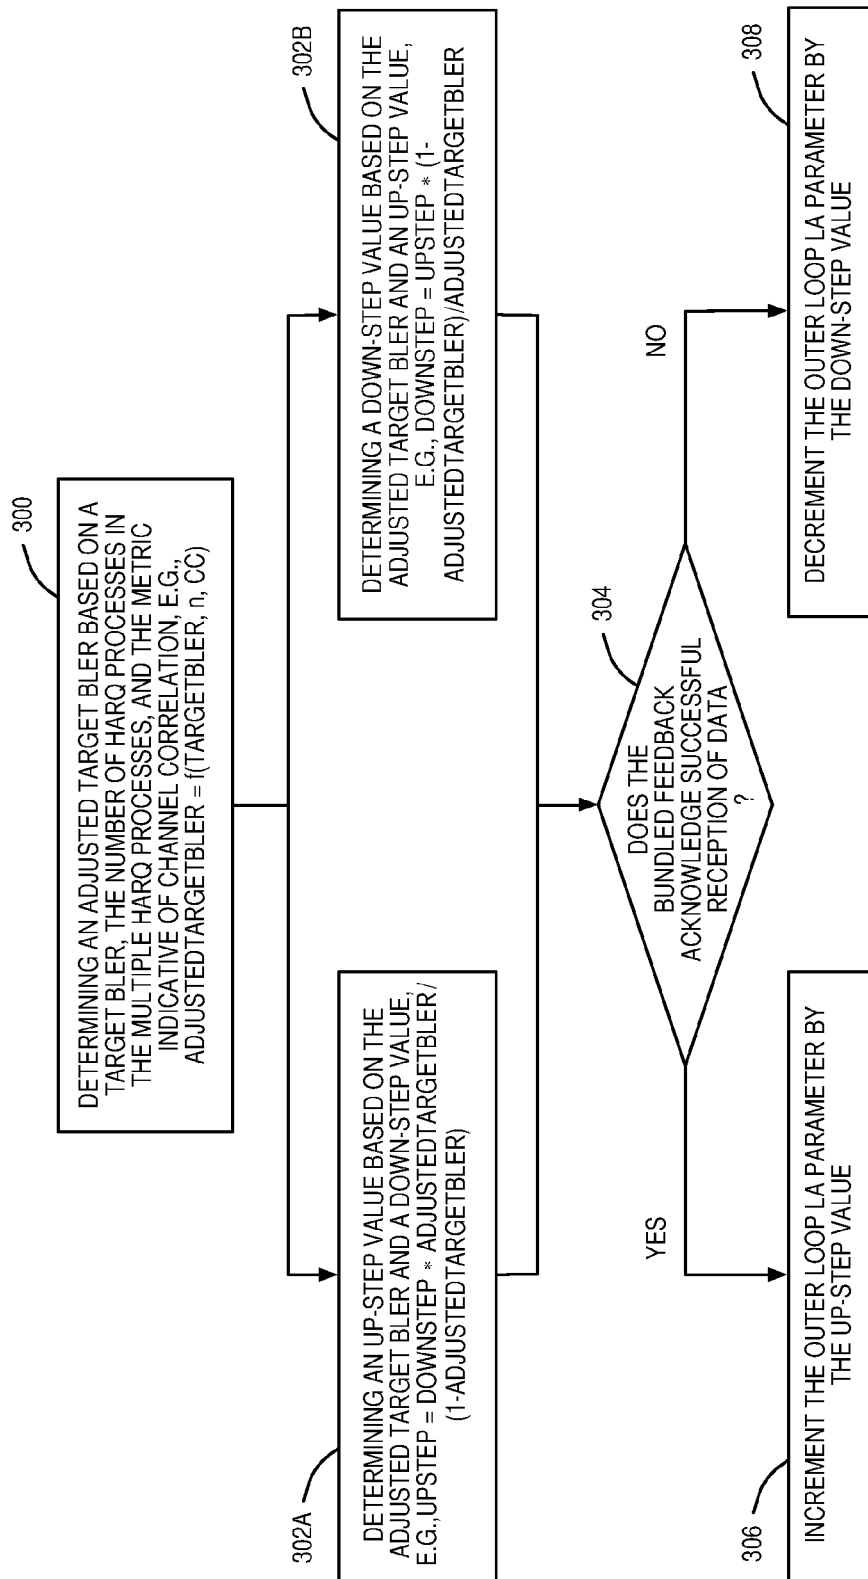 300
DETERMINING AN ADJUSTED TARGET BLER BASED ON A
TARGET BLER, THE NUMBER OF HARQ PROCESSES IN
THE MULTIPLE HARQ PROCESSES, AND THE METRIC
INDICATIVE OF CHANNEL CORRELATION, E.G.,
ADJUSTEDTARGETBLER = f(TARGETBLER, n, CC)
302A
DETERMINING AN UP-STEP VALUE BASED ON THE
ADJUSTED TARGET BLER AND A DOWN-STEP VALUE,
E.G.,UPSTEP = DOWNSTEP * ADJUSTEDTARGETBLER/
(1-ADJUSTEDTARGETBLER)
302B
DETERMINING A DOWN-STEP VALUE BASED ON THE
ADJUSTED TARGET BLER AND AN UP-STEP VALUE,
E.G., DOWNSTEP = UPSTEP * (1-
ADJUSTEDTARGETBLER)/ADJUSTEDTARGETBLER
304
DOES THE
BUNDLED FEEDBACK
ACKNOWLEDGE SUCCESSFUL
RECEPTION OF DATA
?
YES
NO
306
INCREMENT THE OUTER LOOP LA PARAMETER BY
THE UP-STEP VALUE
308
DECREMENT THE OUTER LOOP LA PARAMETER BY
THE DOWN-STEP VALUE